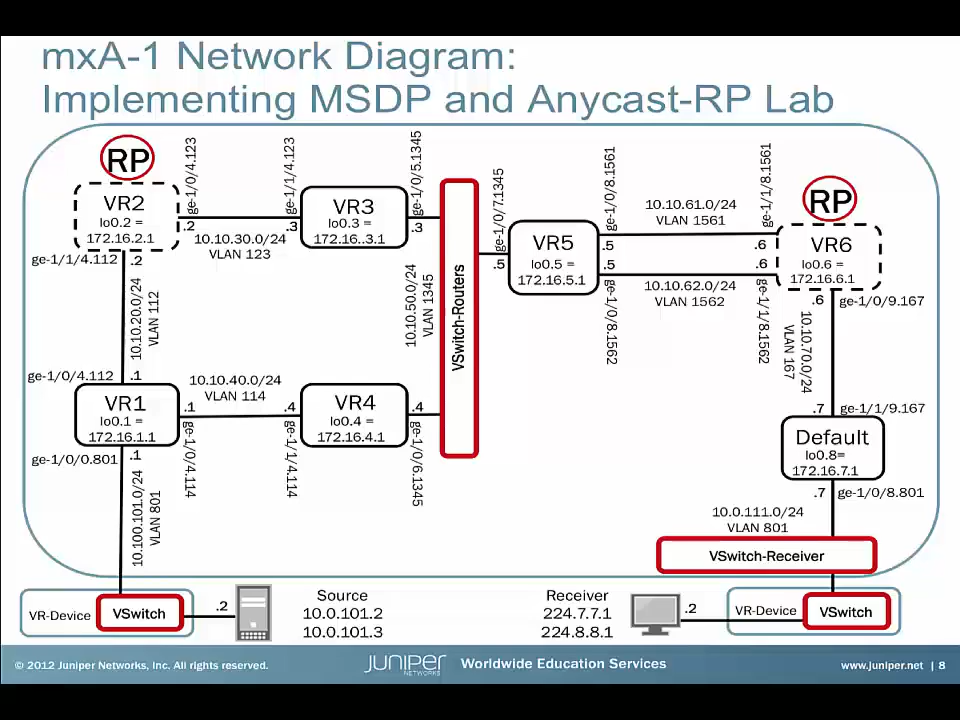 mxA-1 Network Diagram:
Implementing MSDP and Anycast-RP Lab
RP
VR2
lo0.2 =
172.16.2.1
ge-1/0/4.123
.2
10.10.30.0/24
VLAN 123
ge-1/1/4.123
.3
VR3
lo0.3 =
172.16..3.1
ge-1/0/5.1345
.3
ge-1/1/4.112
.2
10.10.20.0/24
VLAN 112
ge-1/0/4.112
.1
VR1
lo0.1 =
172.16.1.1
.1
ge-1/0/4.114
10.10.40.0/24
VLAN 114
.4
ge-1/1/4.114
VR4
lo0.4 =
172.16.4.1
.4
ge-1/0/6.1345
10.10.50.0/24
VLAN 1345
VSwitch-Routers
ge-1/0/7.1345
.5
VR5
lo0.5 =
172.16.5.1
ge-1/0/8.1561
.5
.5
ge-1/0/8.1562
10.10.61.0/24
VLAN 1561
10.10.62.0/24
VLAN 1562
ge-1/1/8.1561
.6
.6
ge-1/1/8.1562
RP
VR6
lo0.6 =
172.16.6.1
.6
ge-1/0/9.167
10.10.70.0/24
VLAN 167
.7
ge-1/1/9.167
Default
lo0.8=
172.16.7.1
.7
ge-1/0/8.801
10.0.111.0/24
VLAN 801
VSwitch-Receiver
ge-1/0/0.801
.1
10.100.101.0/24
VLAN 801
VR-Device
VSwitch
.2
Source
10.0.101.2
10.0.101.3
Receiver
224.7.7.1
224.8.8.1
.2
VR-Device
VSwitch
© 2012 Juniper Networks, Inc. All rights reserved.
JUNIPER
NETWORKS
Worldwide Education Services
www.juniper.net | 8